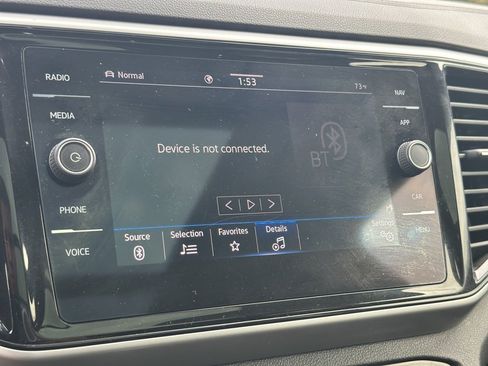 RADIO
MEDIA
PHONE
VOICE
Normal
1:53
73°F
Device is not connected.
BT
Source
Selection
Favorites
Details
Settings
NAV
APP
CAR
MENU